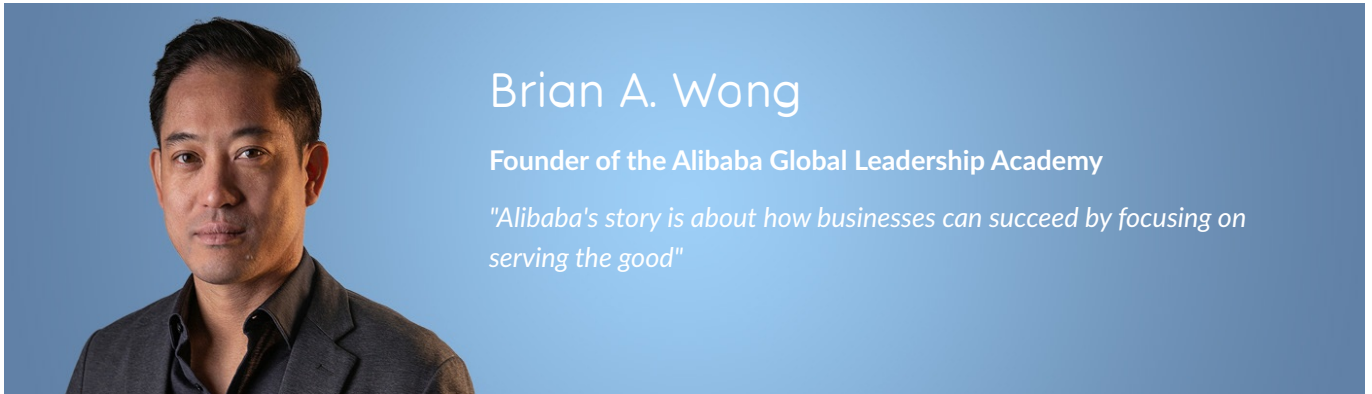 Brian A. Wong
Founder of the Alibaba Global Leadership Academy
"Alibaba's story is about how businesses can succeed by focusing on
serving the good"